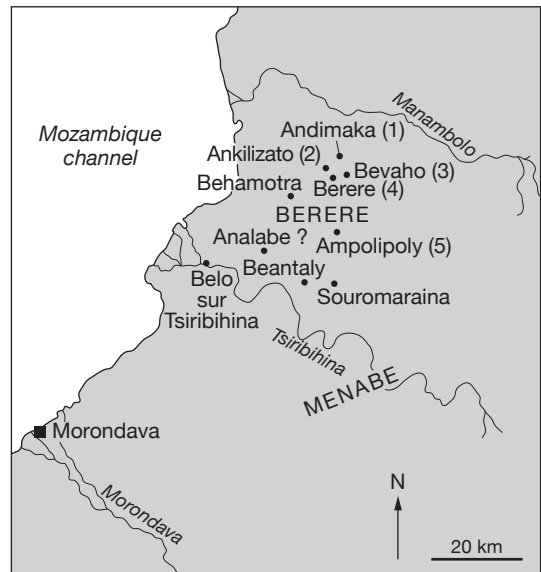 Manambolo
Mozambique
channel
Andimaka (1)
Ankilizato (2)
Bevaho (3)
Behamotra
Berere (4)
BERERE
Analabe ?
Ampolipoly (5)
Beantaly
Belo
sur
Tsiribihina
Souromaraina
Tsiribihina
MENABE
Morondava
Morondava
N
20 km